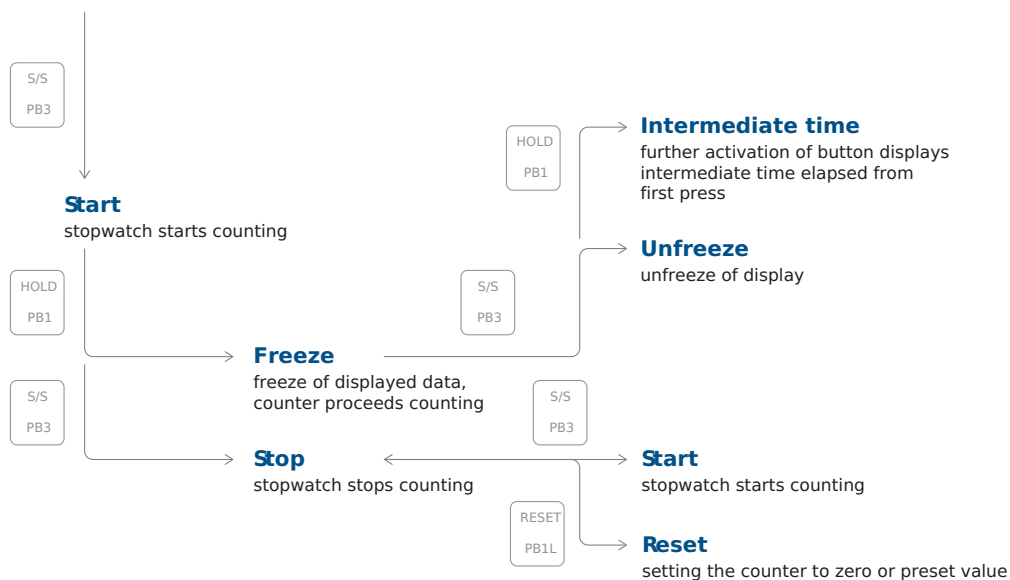 S/S
PB3
Start
stopwatch starts counting
HOLD
PB1
Intermediate time
further activation of button displays
intermediate time elapsed from
first press
HOLD
PB1
S/S
PB3
Unfreeze
unfreeze of display
Freeze
freeze of displayed data,
counter proceeds counting
S/S
PB3
Stop
stopwatch stops counting
S/S
PB3
Start
stopwatch starts counting
RESET
PB1L
Reset
setting the counter to zero or preset value